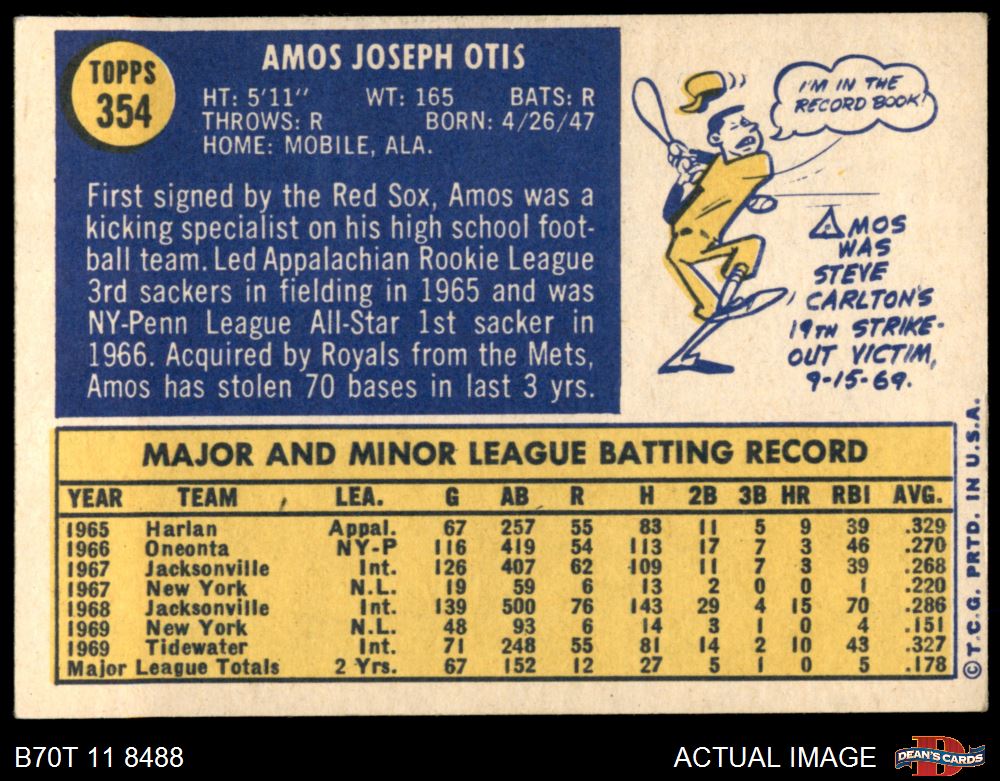 TOPPS
354
AMOS JOSEPH OTIS
HT: 5'11" WT: 165 BATS: R
THROWS: R BORN: 4/26/47
HOME: MOBILE, ALA.
First signed by the Red Sox, Amos was a
kicking specialist on his high school foot-
ball team. Led Appalachian Rookie League
3rd sackers in fielding in 1965 and was
NY-Penn League All-Star 1st sacker in
1966. Acquired by Royals from the Mets,
Amos has stolen 70 bases in last 3 yrs.
I'M IN THE
RECORD BOOK!
AMOS
WAS
STEVE
CARLTON'S
19TH STRIKE-
OUT VICTIM,
9-15-69.
MAJOR AND MINOR LEAGUE BATTING RECORD
YEAR TEAM LEA. G AB R H 2B 3B HR RBI AVG.
1965 Harlan Appal. 67 257 55 83 11 5 9 39 .329
1966 Oneonta NY-P 116 419 54 113 17 7 3 46 .270
1967 Jacksonville Int. 126 407 62 109 11 7 3 39 .268
1967 New York N.L. 19 59 6 13 2 0 0 1 .220
1968 Jacksonville Int. 139 500 76 143 29 4 15 70 .286
1969 New York N.L. 48 93 6 14 3 1 0 4 .151
1969 Tidewater Int. 71 248 55 81 14 2 10 43 .327
Major League Totals 2 Yrs. 67 152 12 27 5 1 0 5 .178
© T.C.G. PRTD. IN U.S.A.
B70T 11 8488
ACTUAL IMAGE
D
DEAN'S CARDS